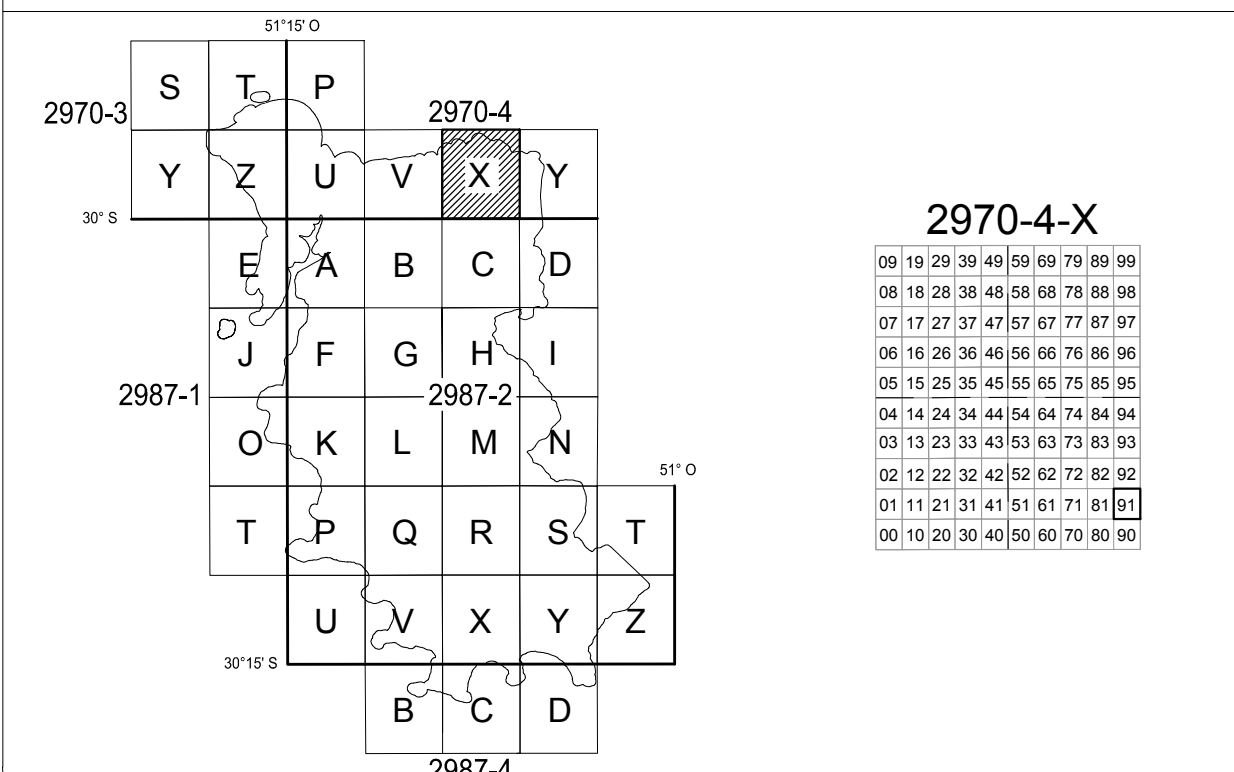 51°15' O
S T P
2970-3 2970-4
Y Z U V X Y
30° S
E A B C D
J F G H I
2987-1 2987-2
O K L M N
51° O
T P Q R S T
U V X Y Z
30°15' S
B C D
2987-4
2970-4-X
09 19 29 39 49 59 69 79 89 99
08 18 28 38 48 58 68 78 88 98
07 17 27 37 47 57 67 77 87 97
06 16 26 36 46 56 66 76 86 96
05 15 25 35 45 55 65 75 85 95
04 14 24 34 44 54 64 74 84 94
03 13 23 33 43 53 63 73 83 93
02 12 22 32 42 52 62 72 82 92
01 11 21 31 41 51 61 71 81 91
00 10 20 30 40 50 60 70 80 90